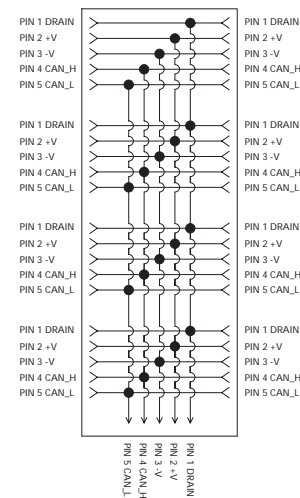 PIN 1 DRAIN PIN 1 DRAIN
PIN 2 +V PIN 2 +V
PIN 3 -V PIN 3 -V
PIN 4 CAN_H PIN 4 CAN_H
PIN 5 CAN_L PIN 5 CAN_L
PIN 1 DRAIN PIN 1 DRAIN
PIN 2 +V PIN 2 +V
PIN 3 -V PIN 3 -V
PIN 4 CAN_H PIN 4 CAN_H
PIN 5 CAN_L PIN 5 CAN_L
PIN 1 DRAIN PIN 1 DRAIN
PIN 2 +V PIN 2 +V
PIN 3 -V PIN 3 -V
PIN 4 CAN_H PIN 4 CAN_H
PIN 5 CAN_L PIN 5 CAN_L
PIN 1 DRAIN PIN 1 DRAIN
PIN 2 +V PIN 2 +V
PIN 3 -V PIN 3 -V
PIN 4 CAN_H PIN 4 CAN_H
PIN 5 CAN_L PIN 5 CAN_L
PIN 5 CAN_L
PIN 4 CAN_H
PIN 3 -V
PIN 2 +V
PIN 1 DRAIN